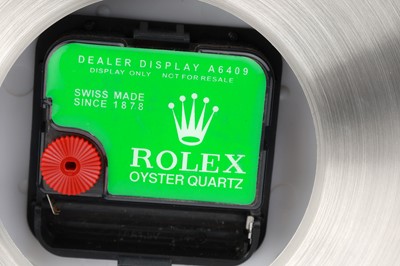 DEALER DISPLAY A6409
DISPLAY ONLY NOT FOR RESALE
SWISS MADE
SINCE 1878
ROLEX
OYSTER QUARTZ